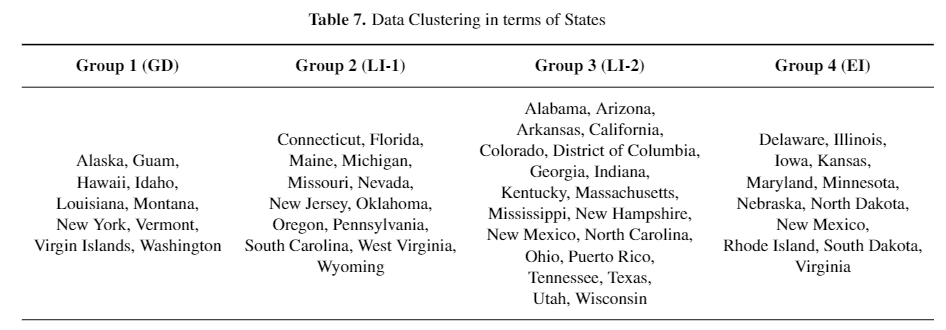 Table 7. Data Clustering in terms of States
Group 1 (GD) Group 2 (LI-1) Group 3 (LI-2) Group 4 (EI)
Alaska, Guam,
Hawaii, Idaho,
Louisiana, Montana,
New York, Vermont,
Virgin Islands, Washington
Connecticut, Florida,
Maine, Michigan,
Missouri, Nevada,
New Jersey, Oklahoma,
Oregon, Pennsylvania,
South Carolina, West Virginia,
Wyoming
Alabama, Arizona,
Arkansas, California,
Colorado, District of Columbia,
Georgia, Indiana,
Kentucky, Massachusetts,
Mississippi, New Hampshire,
New Mexico, North Carolina,
Ohio, Puerto Rico,
Tennessee, Texas,
Utah, Wisconsin
Delaware, Illinois,
Iowa, Kansas,
Maryland, Minnesota,
Nebraska, North Dakota,
New Mexico,
Rhode Island, South Dakota,
Virginia